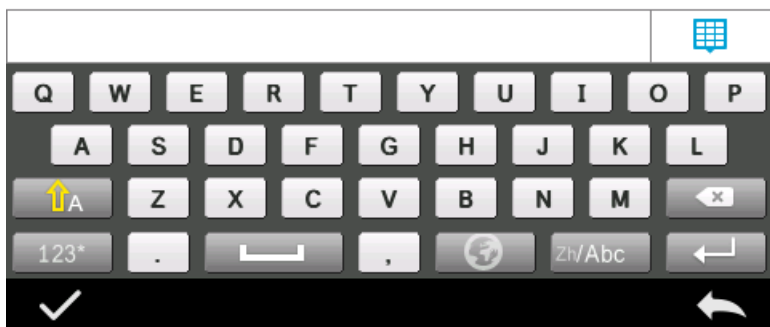 Q W E R T Y U I O P
A S D F G H J K L
A Z X C V B N M ×
123* . , Zh/Abc